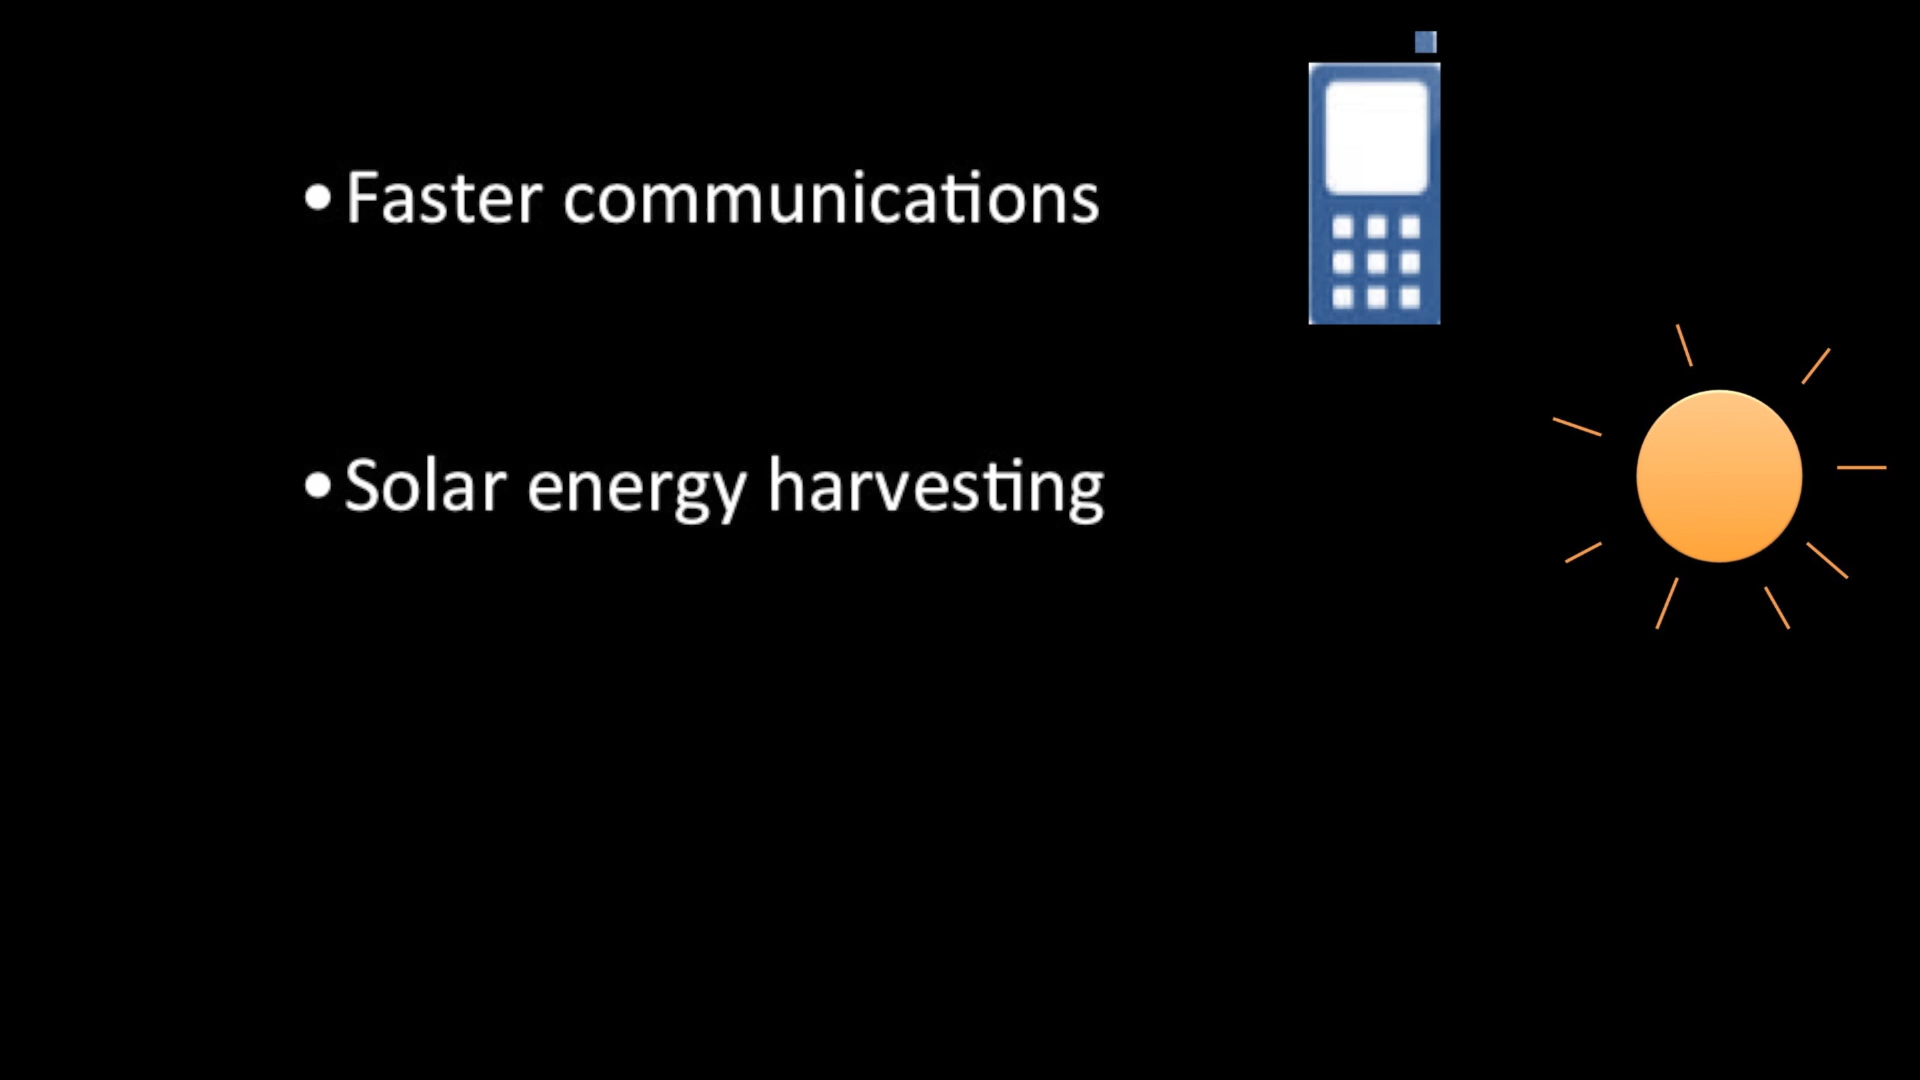 • Faster communications
• Solar energy harvesting